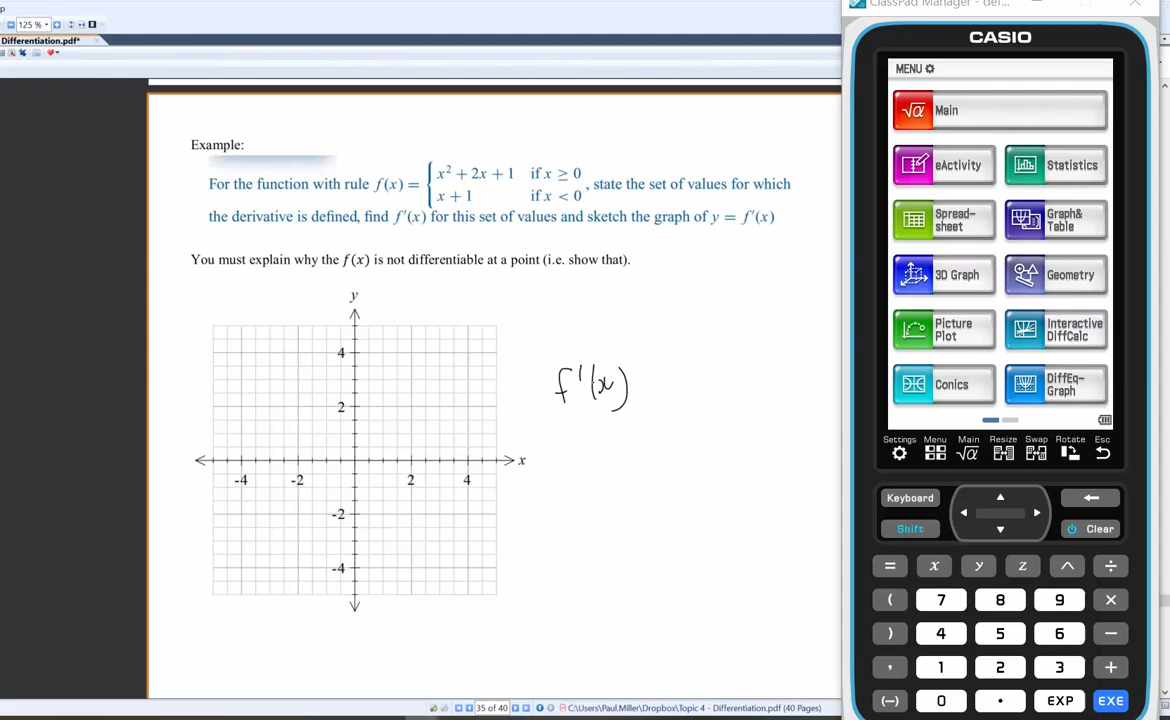 p
125 %
Differentiation.pdf*
Example:
For the function with rule f(x) = { x² + 2x + 1 if x ≥ 0
x + 1 if x < 0 , state the set of values for which
the derivative is defined, find f′(x) for this set of values and sketch the graph of y = f′(x)
You must explain why the f(x) is not differentiable at a point (i.e. show that).
y
4
2
-4 -2 2 4 x
-2
-4
f'(x)
35 of 40
C:\Users\Paul.Miller\Dropbox\Topic 4 - Differentiation.pdf (40 Pages)
ClassPad Manager - def...
CASIO
MENU
√α Main
eActivity Statistics
Spread-
sheet
Graph&
Table
3D Graph Geometry
Picture
Plot
Interactive
DiffCalc
Conics
DiffEq-
Graph
Settings Menu Main Resize Swap Rotate Esc
√α
Keyboard
Shift Clear
= x y z ^ ÷
( 7 8 9 ×
) 4 5 6 −
, 1 2 3 +
(−) 0 • EXP EXE